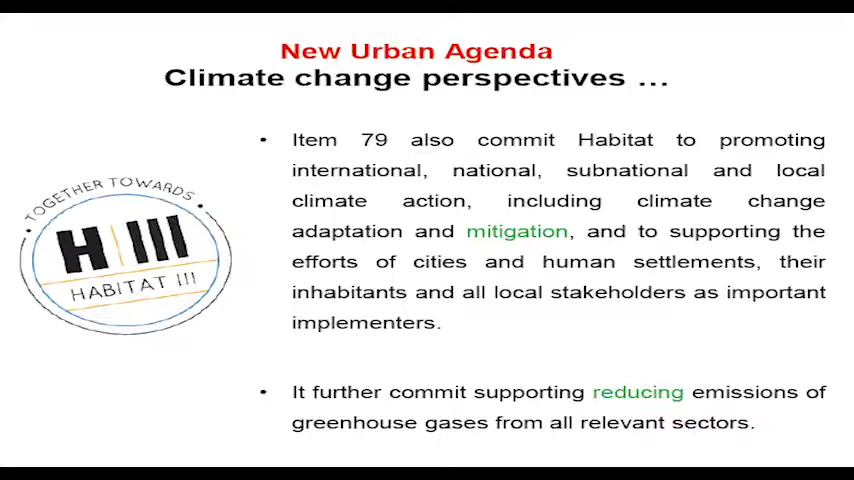 New Urban Agenda
Climate change perspectives ...
• Item 79 also commit Habitat to promoting
international, national, subnational and local
climate action, including climate change
adaptation and mitigation, and to supporting the
efforts of cities and human settlements, their
inhabitants and all local stakeholders as important
implementers.
• It further commit supporting reducing emissions of
greenhouse gases from all relevant sectors.
• TOGETHER TOWARDS •
H III
HABITAT III